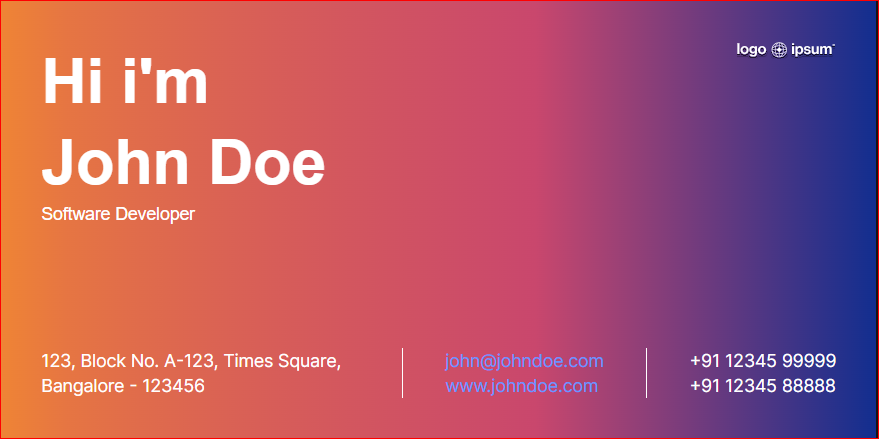 logo ipsum
Hi i'm
John Doe
Software Developer
123, Block No. A-123, Times Square,
Bangalore - 123456
john@johndoe.com
www.johndoe.com
+91 12345 99999
+91 12345 88888